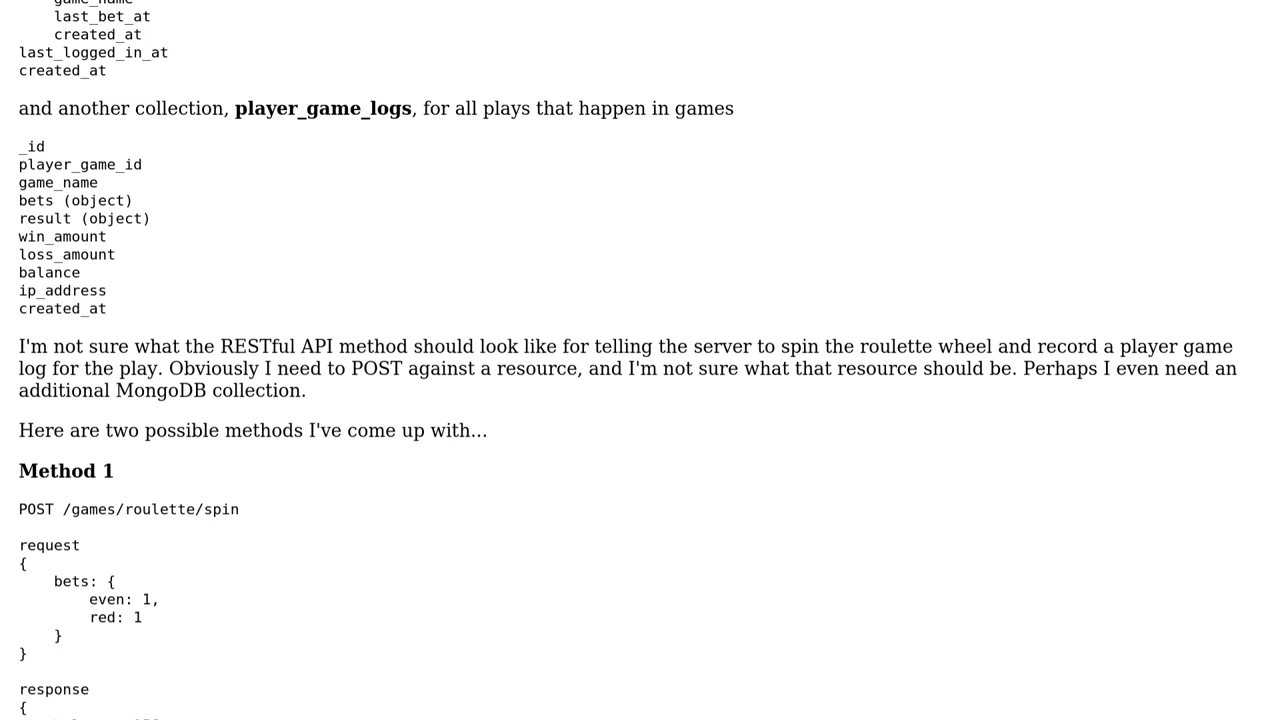 game_name
    last_bet_at
    created_at
last_logged_in_at
created_at
and another collection, player_game_logs, for all plays that happen in games
_id
player_game_id
game_name
bets (object)
result (object)
win_amount
loss_amount
balance
ip_address
created_at
I'm not sure what the RESTful API method should look like for telling the server to spin the roulette wheel and record a player game
log for the play. Obviously I need to POST against a resource, and I'm not sure what that resource should be. Perhaps I even need an
additional MongoDB collection.
Here are two possible methods I've come up with...
Method 1
POST /games/roulette/spin
request
{
    bets: {
        even: 1,
        red: 1
    }
}
response
{